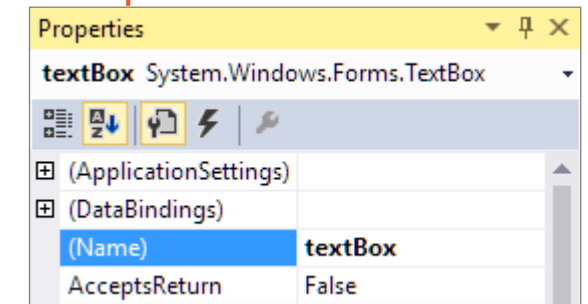 Properties
textBox System.Windows.Forms.TextBox
(ApplicationSettings)
(DataBindings)
(Name) textBox
AcceptsReturn False